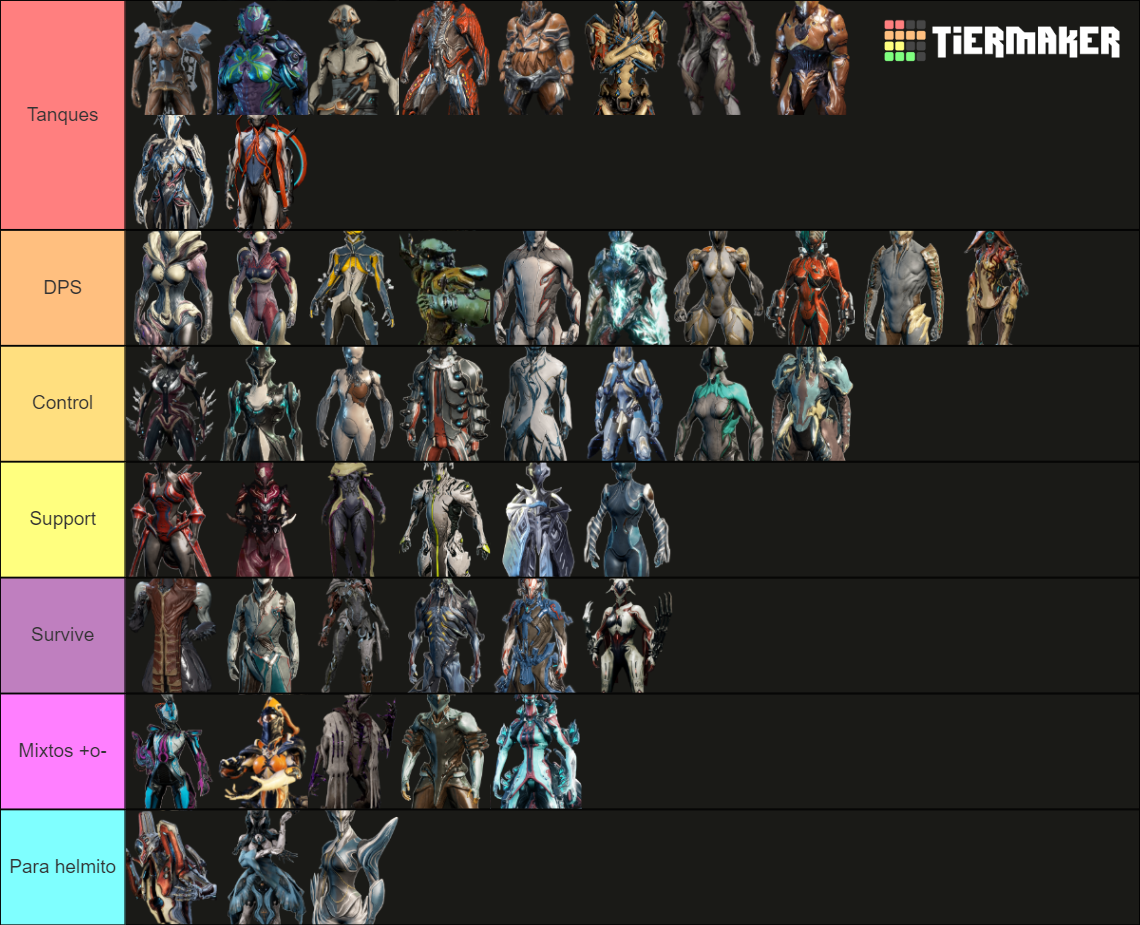 TiERMAKER
Tanques
DPS
Control
Support
Survive
Mixtos +o-
Para helmito